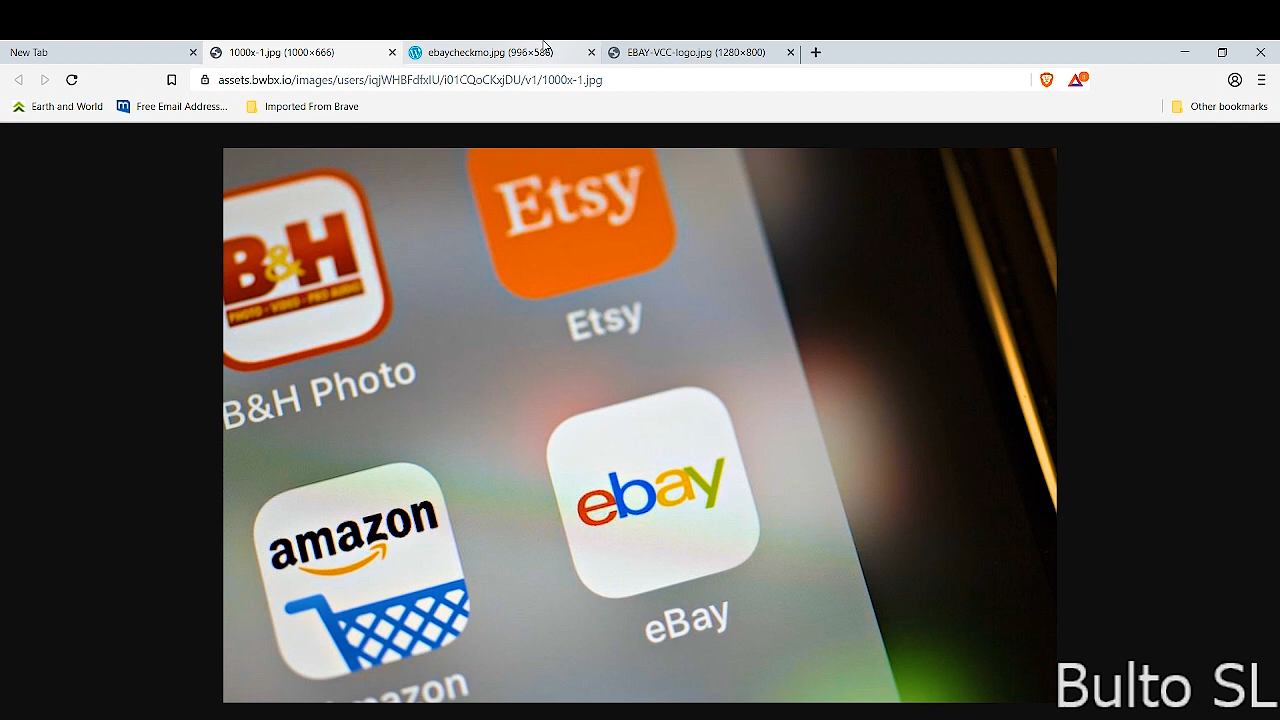 New Tab
1000x-1.jpg (1000×666)
ebaycheckmo.jpg (996×586)
EBAY-VCC-logo.jpg (1280×800)
assets.bwbx.io/images/users/iqjWHBFdfxIU/i01CQoCKxjDU/v1/1000x-1.jpg
Earth and World
Free Email Address...
Imported From Brave
Other bookmarks
Etsy
B&H
PHOTO - VIDEO - PRO AUDIO
Etsy
B&H Photo
ebay
amazon
eBay
Amazon
Bulto SL